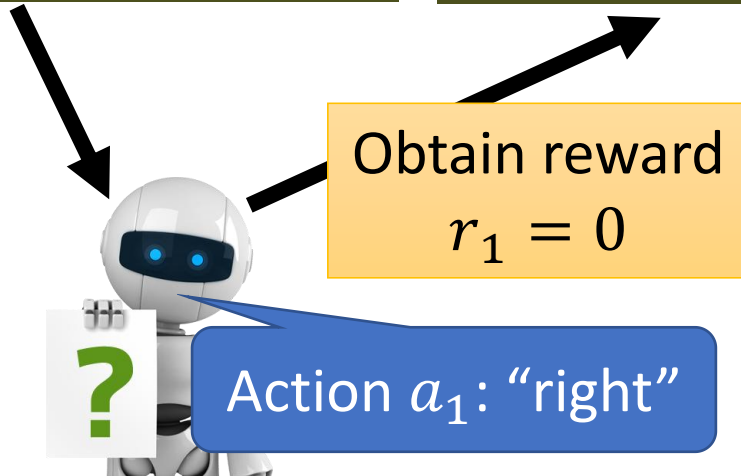 Obtain reward
r₁ = 0
?
Action a₁: “right”